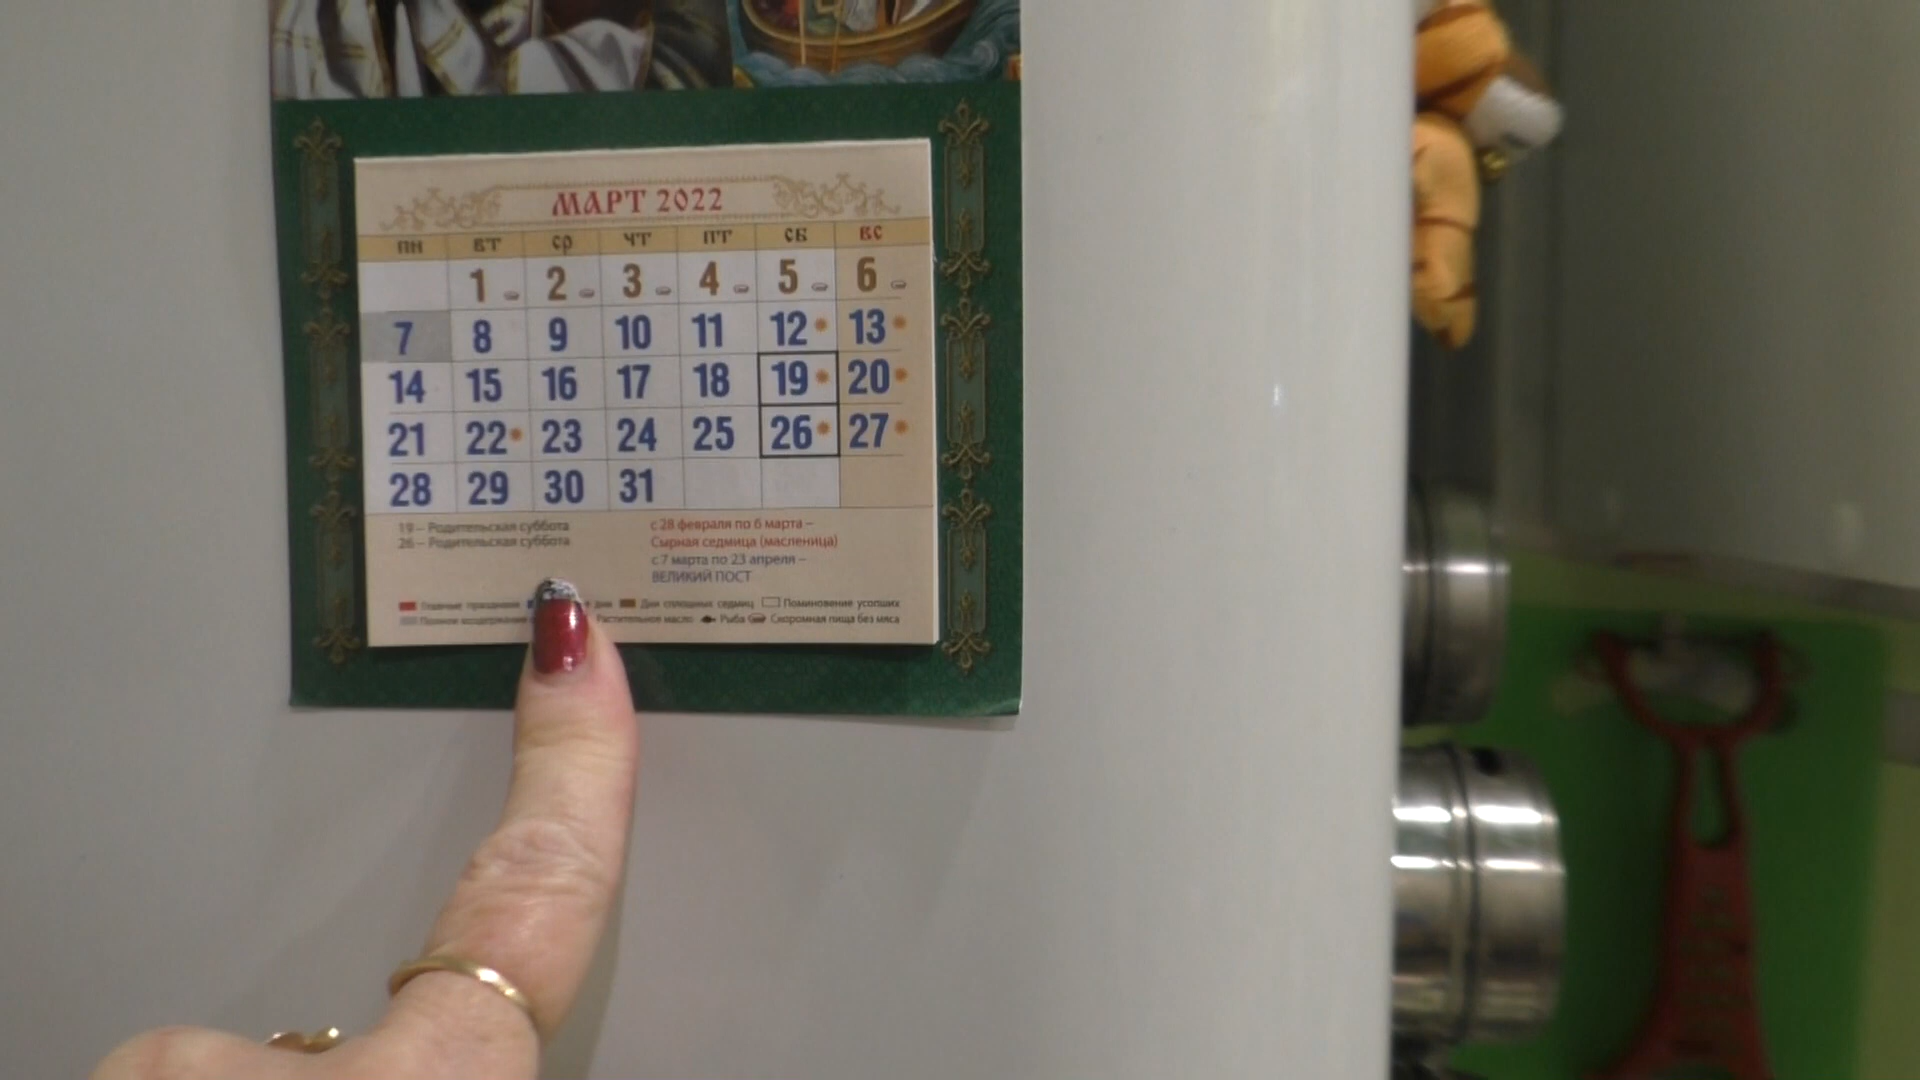 МАРТ 2022
ПН ВТ СР ЧТ ПТ СБ ВС
1 2 3 4 5 6
7 8 9 10 11 12 13
14 15 16 17 18 19 20
21 22 23 24 25 26 27
28 29 30 31
19 – Родительская суббота
26 – Родительская суббота
с 28 февраля по 6 марта –
Сырная седмица (масленица)
с 7 марта по 23 апреля –
ВЕЛИКИЙ ПОСТ
Главные праздники дни Дни сплошных седмиц Поминовение усопших
Полное воздержание Растительное масло Рыба Скоромная пища без мяса